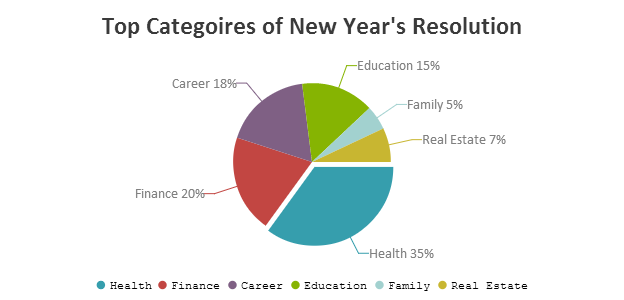 Top Categoires of New Year's Resolution
Education 15%
Career 18%
Family 5%
Real Estate 7%
Finance 20%
Health 35%
Health Finance Career Education Family Real Estate